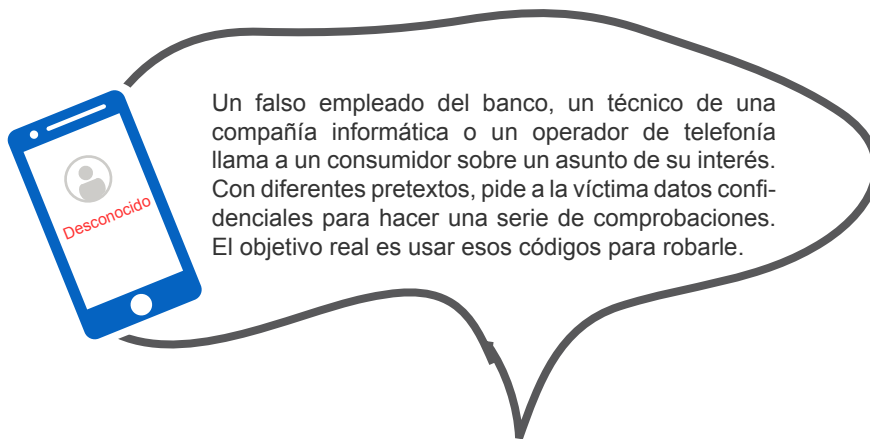 Desconocido
Un falso empleado del banco, un técnico de una
compañía informática o un operador de telefonía
llama a un consumidor sobre un asunto de su interés.
Con diferentes pretextos, pide a la víctima datos confi-
denciales para hacer una serie de comprobaciones.
El objetivo real es usar esos códigos para robarle.